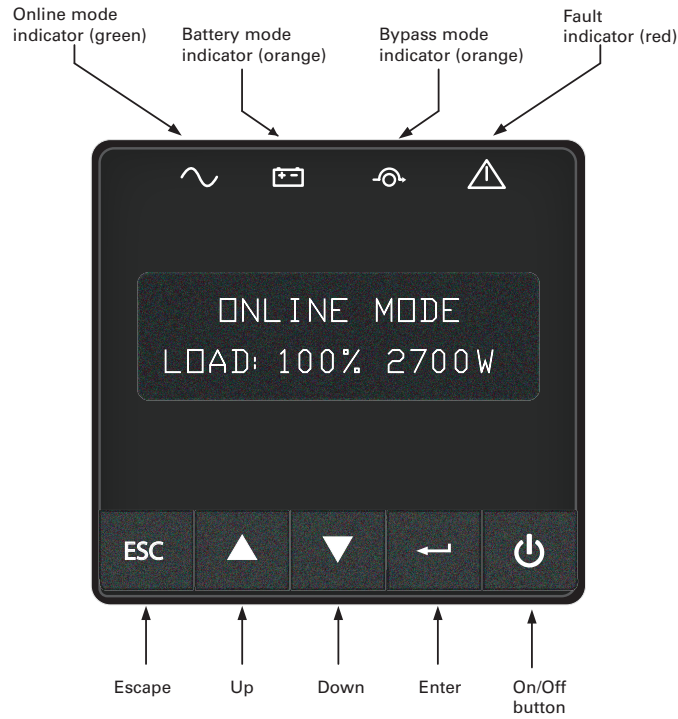 Online mode
indicator (green)
Battery mode
indicator (orange)
Bypass mode
indicator (orange)
Fault
indicator (red)
ONLINE MODE
LOAD: 100% 2700W
ESC
Escape
Up
Down
Enter
On/Off
button